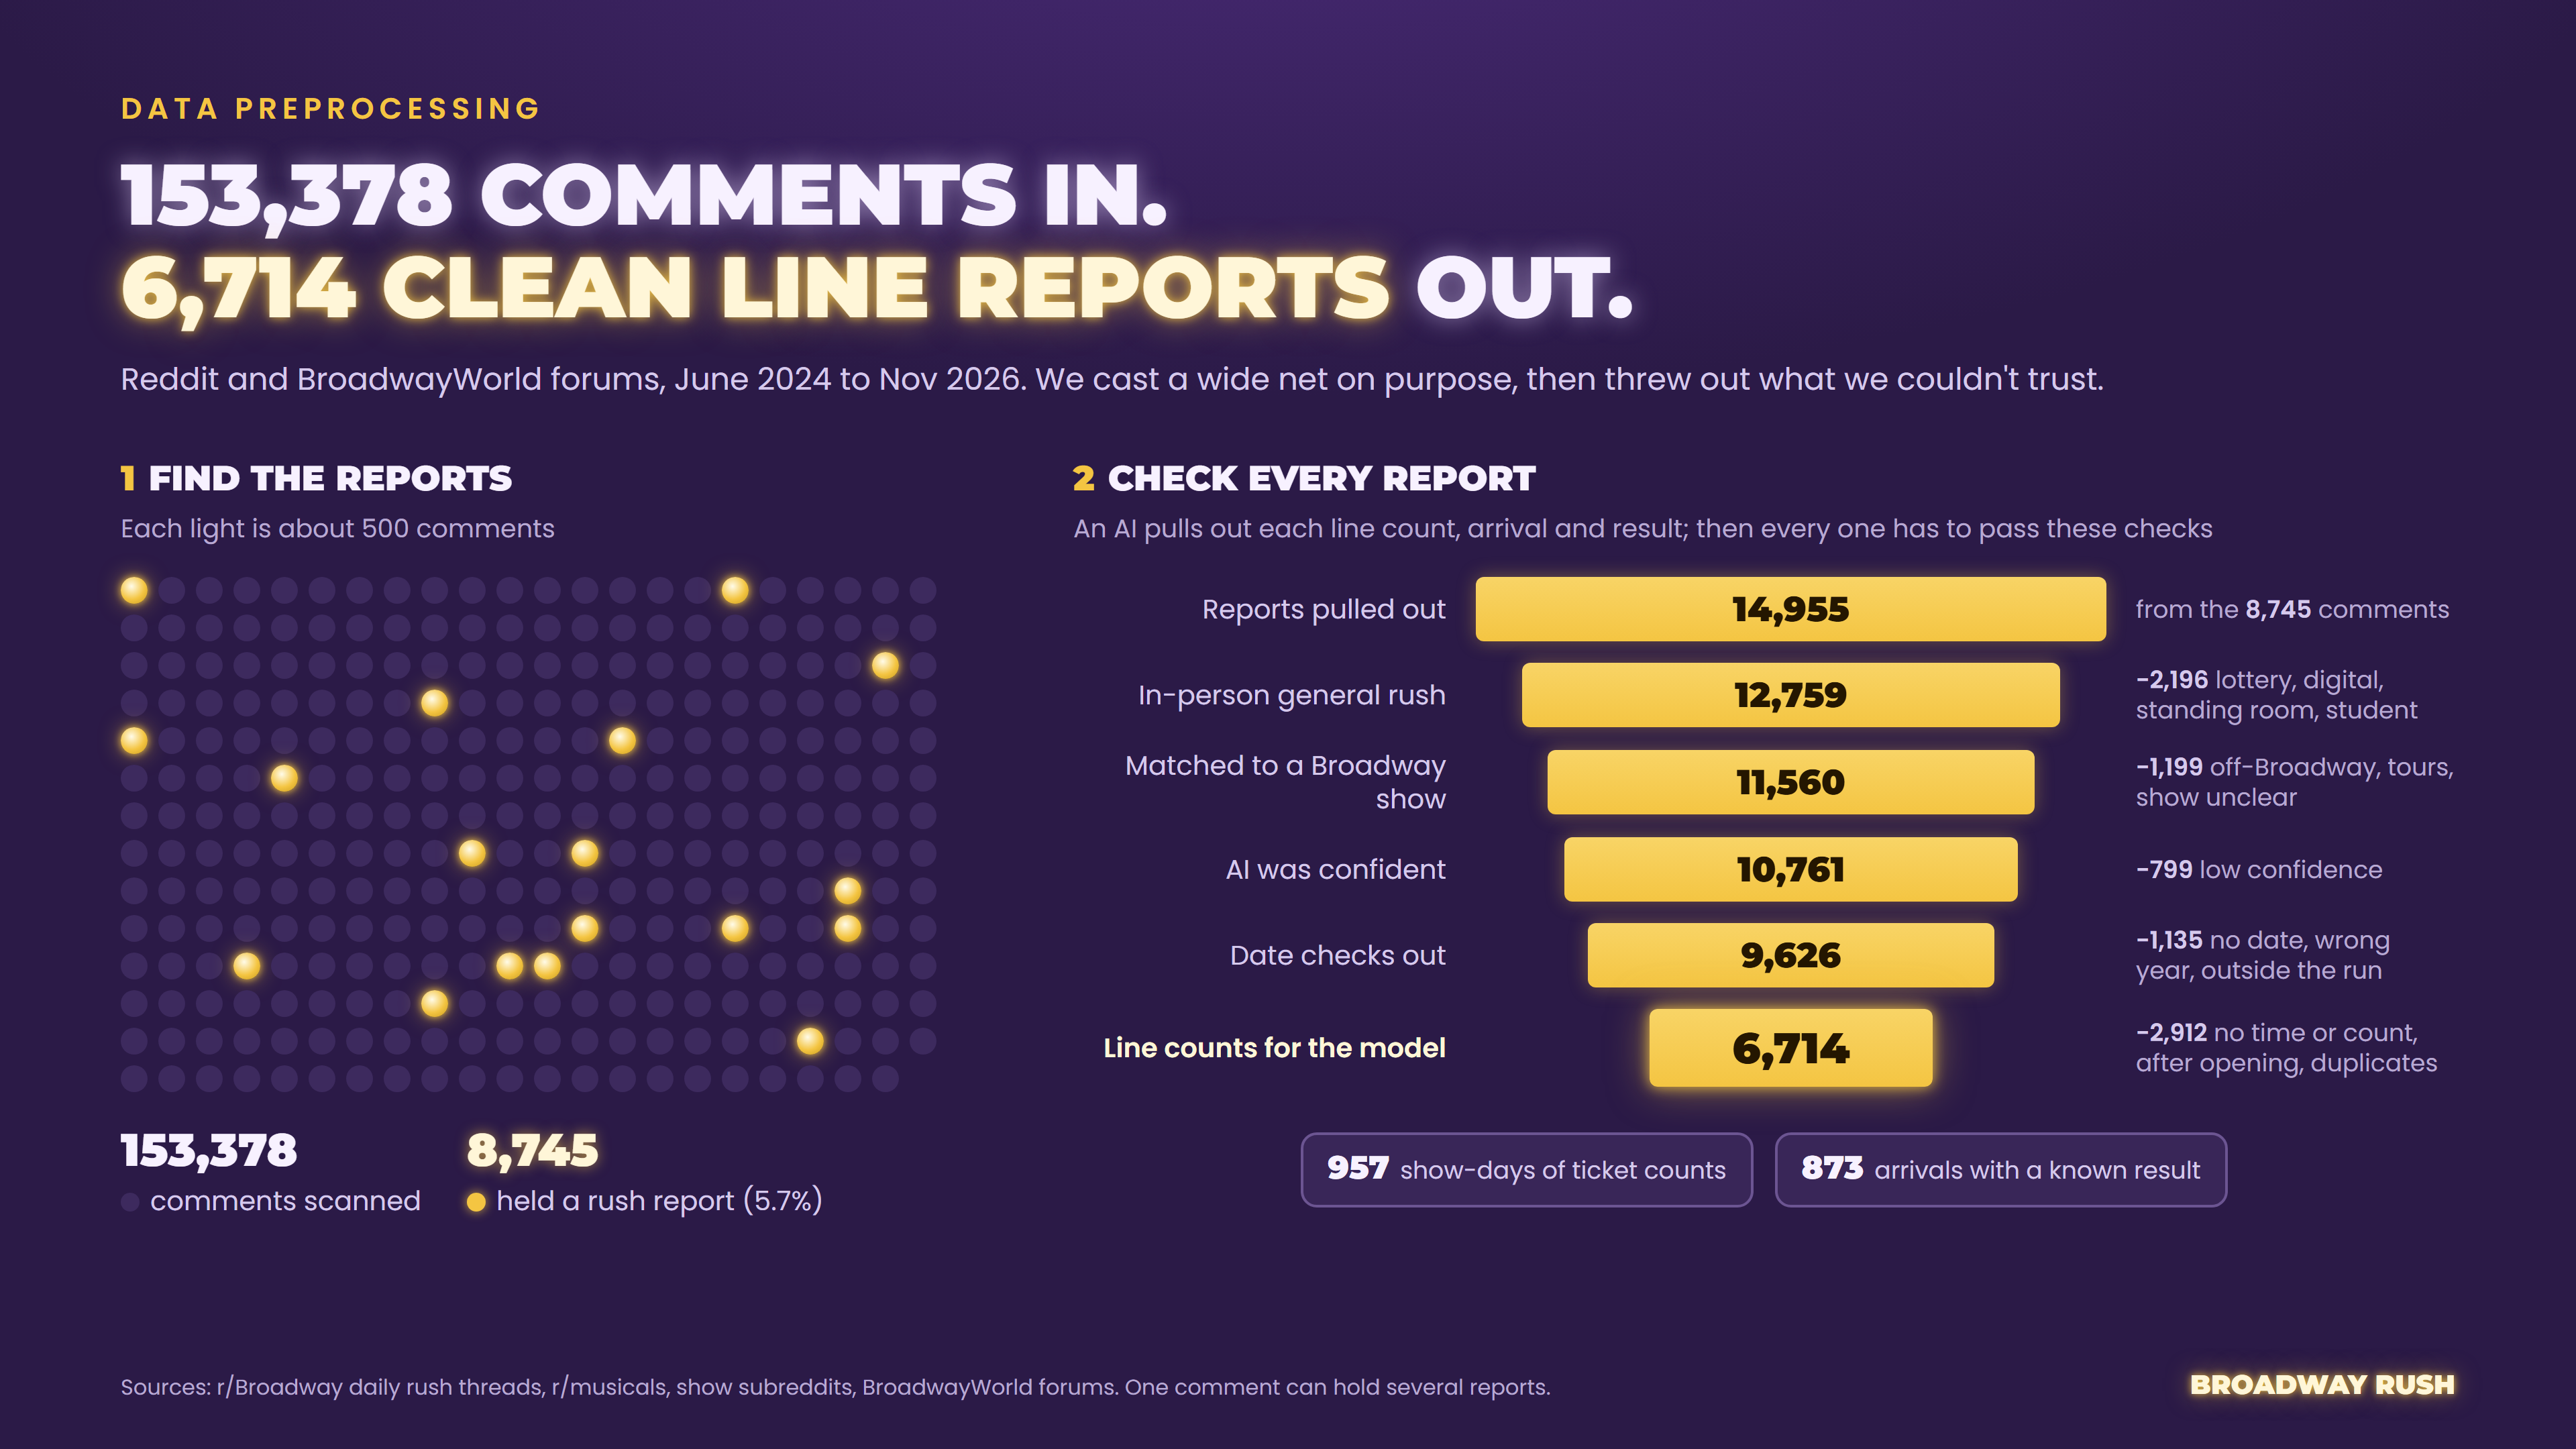 DATA PREPROCESSING
153,378 COMMENTS IN.
6,714 CLEAN LINE REPORTS OUT.
Reddit and BroadwayWorld forums, June 2024 to Nov 2026. We cast a wide net on purpose, then threw out what we couldn't trust.
1 FIND THE REPORTS
Each light is about 500 comments
153,378
comments scanned
8,745
held a rush report (5.7%)
2 CHECK EVERY REPORT
An AI pulls out each line count, arrival and result; then every one has to pass these checks
Reports pulled out
14,955
from the 8,745 comments
In-person general rush
12,759
−2,196 lottery, digital,
standing room, student
Matched to a Broadway
show
11,560
−1,199 off-Broadway, tours,
show unclear
AI was confident
10,761
−799 low confidence
Date checks out
9,626
−1,135 no date, wrong
year, outside the run
Line counts for the model
6,714
−2,912 no time or count,
after opening, duplicates
957 show-days of ticket counts
873 arrivals with a known result
Sources: r/Broadway daily rush threads, r/musicals, show subreddits, BroadwayWorld forums. One comment can hold several reports.
BROADWAY RUSH